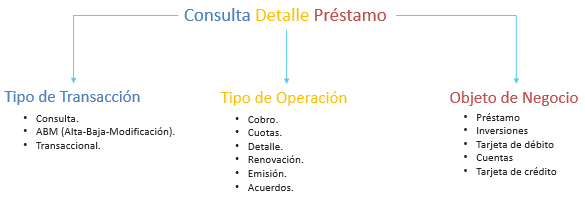 Consulta Detalle Préstamo
Tipo de Transacción
• Consulta.
• ABM (Alta-Baja-Modificación).
• Transaccional.
Tipo de Operación
• Cobro.
• Cuotas.
• Detalle.
• Renovación.
• Emisión.
• Acuerdos.
Objeto de Negocio
• Préstamo
• Inversiones
• Tarjeta de débito
• Cuentas
• Tarjeta de crédito